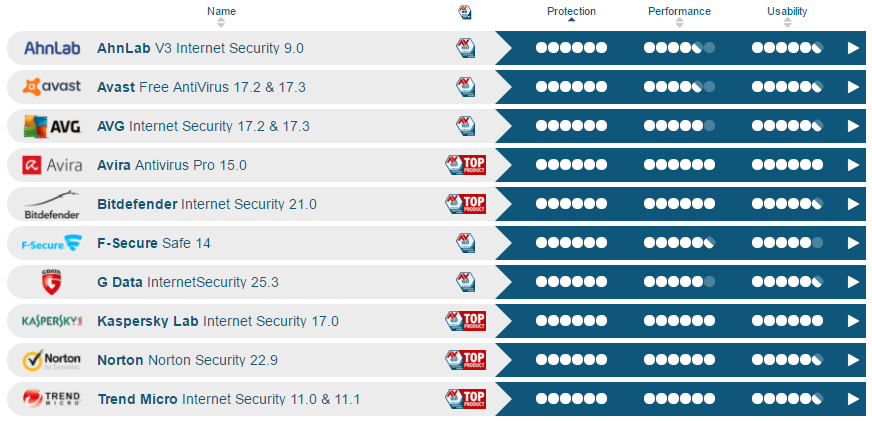 Name Protection Performance Usability
AhnLab AhnLab V3 Internet Security 9.0
avast Avast Free AntiVirus 17.2 & 17.3
AVG AVG Internet Security 17.2 & 17.3
Avira Avira Antivirus Pro 15.0 TOP PRODUCT
Bitdefender Bitdefender Internet Security 21.0 TOP PRODUCT
F-Secure F-Secure Safe 14
G DATA G Data InternetSecurity 25.3
KASPERSKY Kaspersky Lab Internet Security 17.0 TOP PRODUCT
Norton by Symantec Norton Norton Security 22.9 TOP PRODUCT
TREND MICRO Trend Micro Internet Security 11.0 & 11.1 TOP PRODUCT